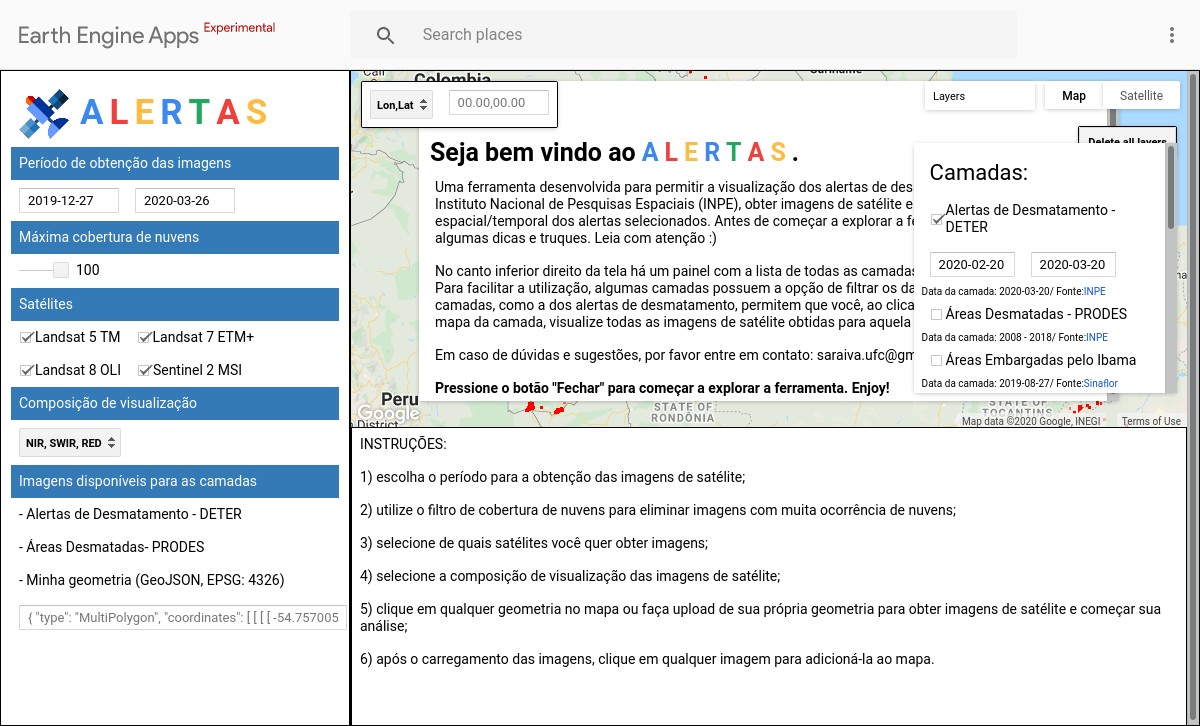 Earth Engine Apps Experimental
Search places
ALERTAS
Período de obtenção das imagens
2019-12-27 2020-03-26
Máxima cobertura de nuvens
100
Satélites
Landsat 5 TM Landsat 7 ETM+
Landsat 8 OLI Sentinel 2 MSI
Composição de visualização
NIR, SWIR, RED
Imagens disponíveis para as camadas
- Alertas de Desmatamento - DETER
- Áreas Desmatadas- PRODES
- Minha geometria (GeoJSON, EPSG: 4326)
{ "type": "MultiPolygon", "coordinates": [ [ [ [ -54.757005
Cali
Colombia
Suriname
Lon,Lat 00.00,00.00
Layers
Map Satellite
Delete all layers
Seja bem vindo ao ALERTAS.
Uma ferramenta desenvolvida para permitir a visualização dos alertas de des
Instituto Nacional de Pesquisas Espaciais (INPE), obter imagens de satélite e
espacial/temporal dos alertas selecionados. Antes de começar a explorar a fe
algumas dicas e truques. Leia com atenção :)
No canto inferior direito da tela há um painel com a lista de todas as camadas
Para facilitar a utilização, algumas camadas possuem a opção de filtrar os da
camadas, como a dos alertas de desmatamento, permitem que você, ao clica
mapa da camada, visualize todas as imagens de satélite obtidas para aquela
Em caso de dúvidas e sugestões, por favor entre em contato: saraiva.ufc@gm
Pressione o botão "Fechar" para começar a explorar a ferramenta. Enjoy!
Camadas:
Alertas de Desmatamento -
DETER
2020-02-20 2020-03-20
Data da camada: 2020-03-20/ Fonte:INPE
Áreas Desmatadas - PRODES
Data da camada: 2008 - 2018/ Fonte:INPE
Áreas Embargadas pelo Ibama
Data da camada: 2019-08-27/ Fonte:Sinaflor
Peru
Google
District
STATE OF
RONDÔNIA
STATE OF
TOCANTINS
Map data ©2020 Google, INEGI Terms of Use
INSTRUÇÕES:
1) escolha o período para a obtenção das imagens de satélite;
2) utilize o filtro de cobertura de nuvens para eliminar imagens com muita ocorrência de nuvens;
3) selecione de quais satélites você quer obter imagens;
4) selecione a composição de visualização das imagens de satélite;
5) clique em qualquer geometria no mapa ou faça upload de sua própria geometria para obter imagens de satélite e começar sua
análise;
6) após o carregamento das imagens, clique em qualquer imagem para adicioná-la ao mapa.